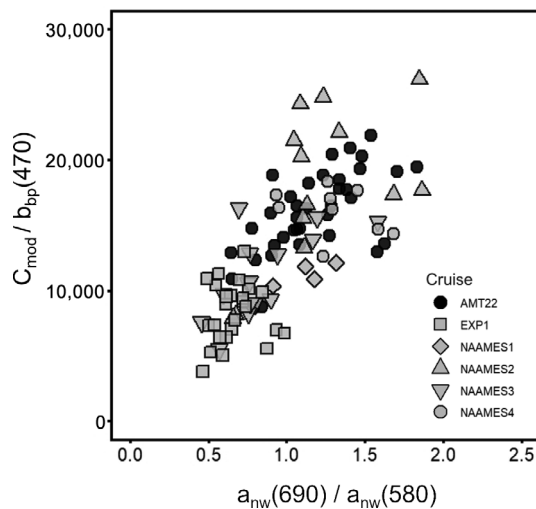 30,000
20,000
10,000
0
C_mod / b_bp(470)
Cruise
AMT22
EXP1
NAAMES1
NAAMES2
NAAMES3
NAAMES4
0.0 0.5 1.0 1.5 2.0 2.5
a_nw(690) / a_nw(580)